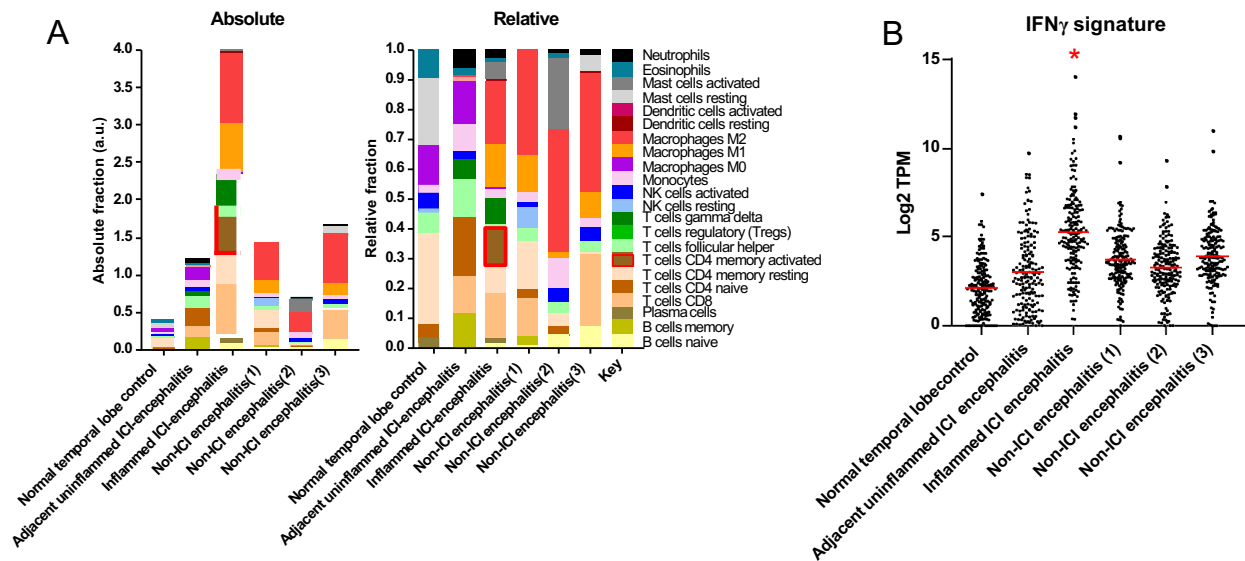 A
Absolute
Absolute fraction (a.u.)
4.0
3.5
3.0
2.5
2.0
1.5
1.0
0.5
0.0
Normal temporal lobe control
Adjacent uninflamed ICI-encephalitis
Inflamed ICI-encephalitis
Non-ICI encephalitis(1)
Non-ICI encephalitis(2)
Non-ICI encephalitis(3)
Relative
Relative fraction
1.0
0.9
0.8
0.7
0.6
0.5
0.4
0.3
0.2
0.1
0.0
Normal temporal lobe control
Adjacent uninflamed ICI-encephalitis
Inflamed ICI-encephalitis
Non-ICI encephalitis(1)
Non-ICI encephalitis(2)
Non-ICI encephalitis(3)
Key
Neutrophils
Eosinophils
Mast cells activated
Mast cells resting
Dendritic cells activated
Dendritic cells resting
Macrophages M2
Macrophages M1
Macrophages M0
Monocytes
NK cells activated
NK cells resting
T cells gamma delta
T cells regulatory (Tregs)
T cells follicular helper
T cells CD4 memory activated
T cells CD4 memory resting
T cells CD4 naive
T cells CD8
Plasma cells
B cells memory
B cells naive
B
IFNγ signature
Log2 TPM
15
10
5
0
*
Normal temporal lobecontrol
Adjacent uninflamed ICI encephalitis
Inflamed ICI encephalitis
Non-ICI encephalitis (1)
Non-ICI encephalitis (2)
Non-ICI encephalitis (3)